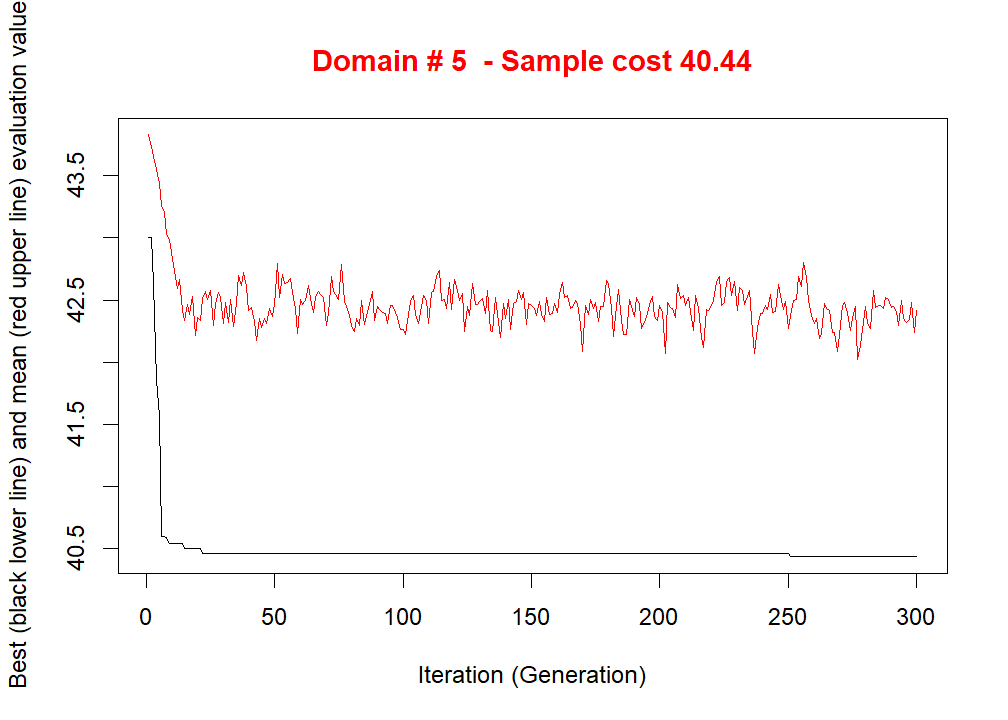 Domain # 5  - Sample cost 40.44
Best (black lower line) and mean (red upper line) evaluation value
43.5
42.5
41.5
40.5
0 50 100 150 200 250 300
Iteration (Generation)